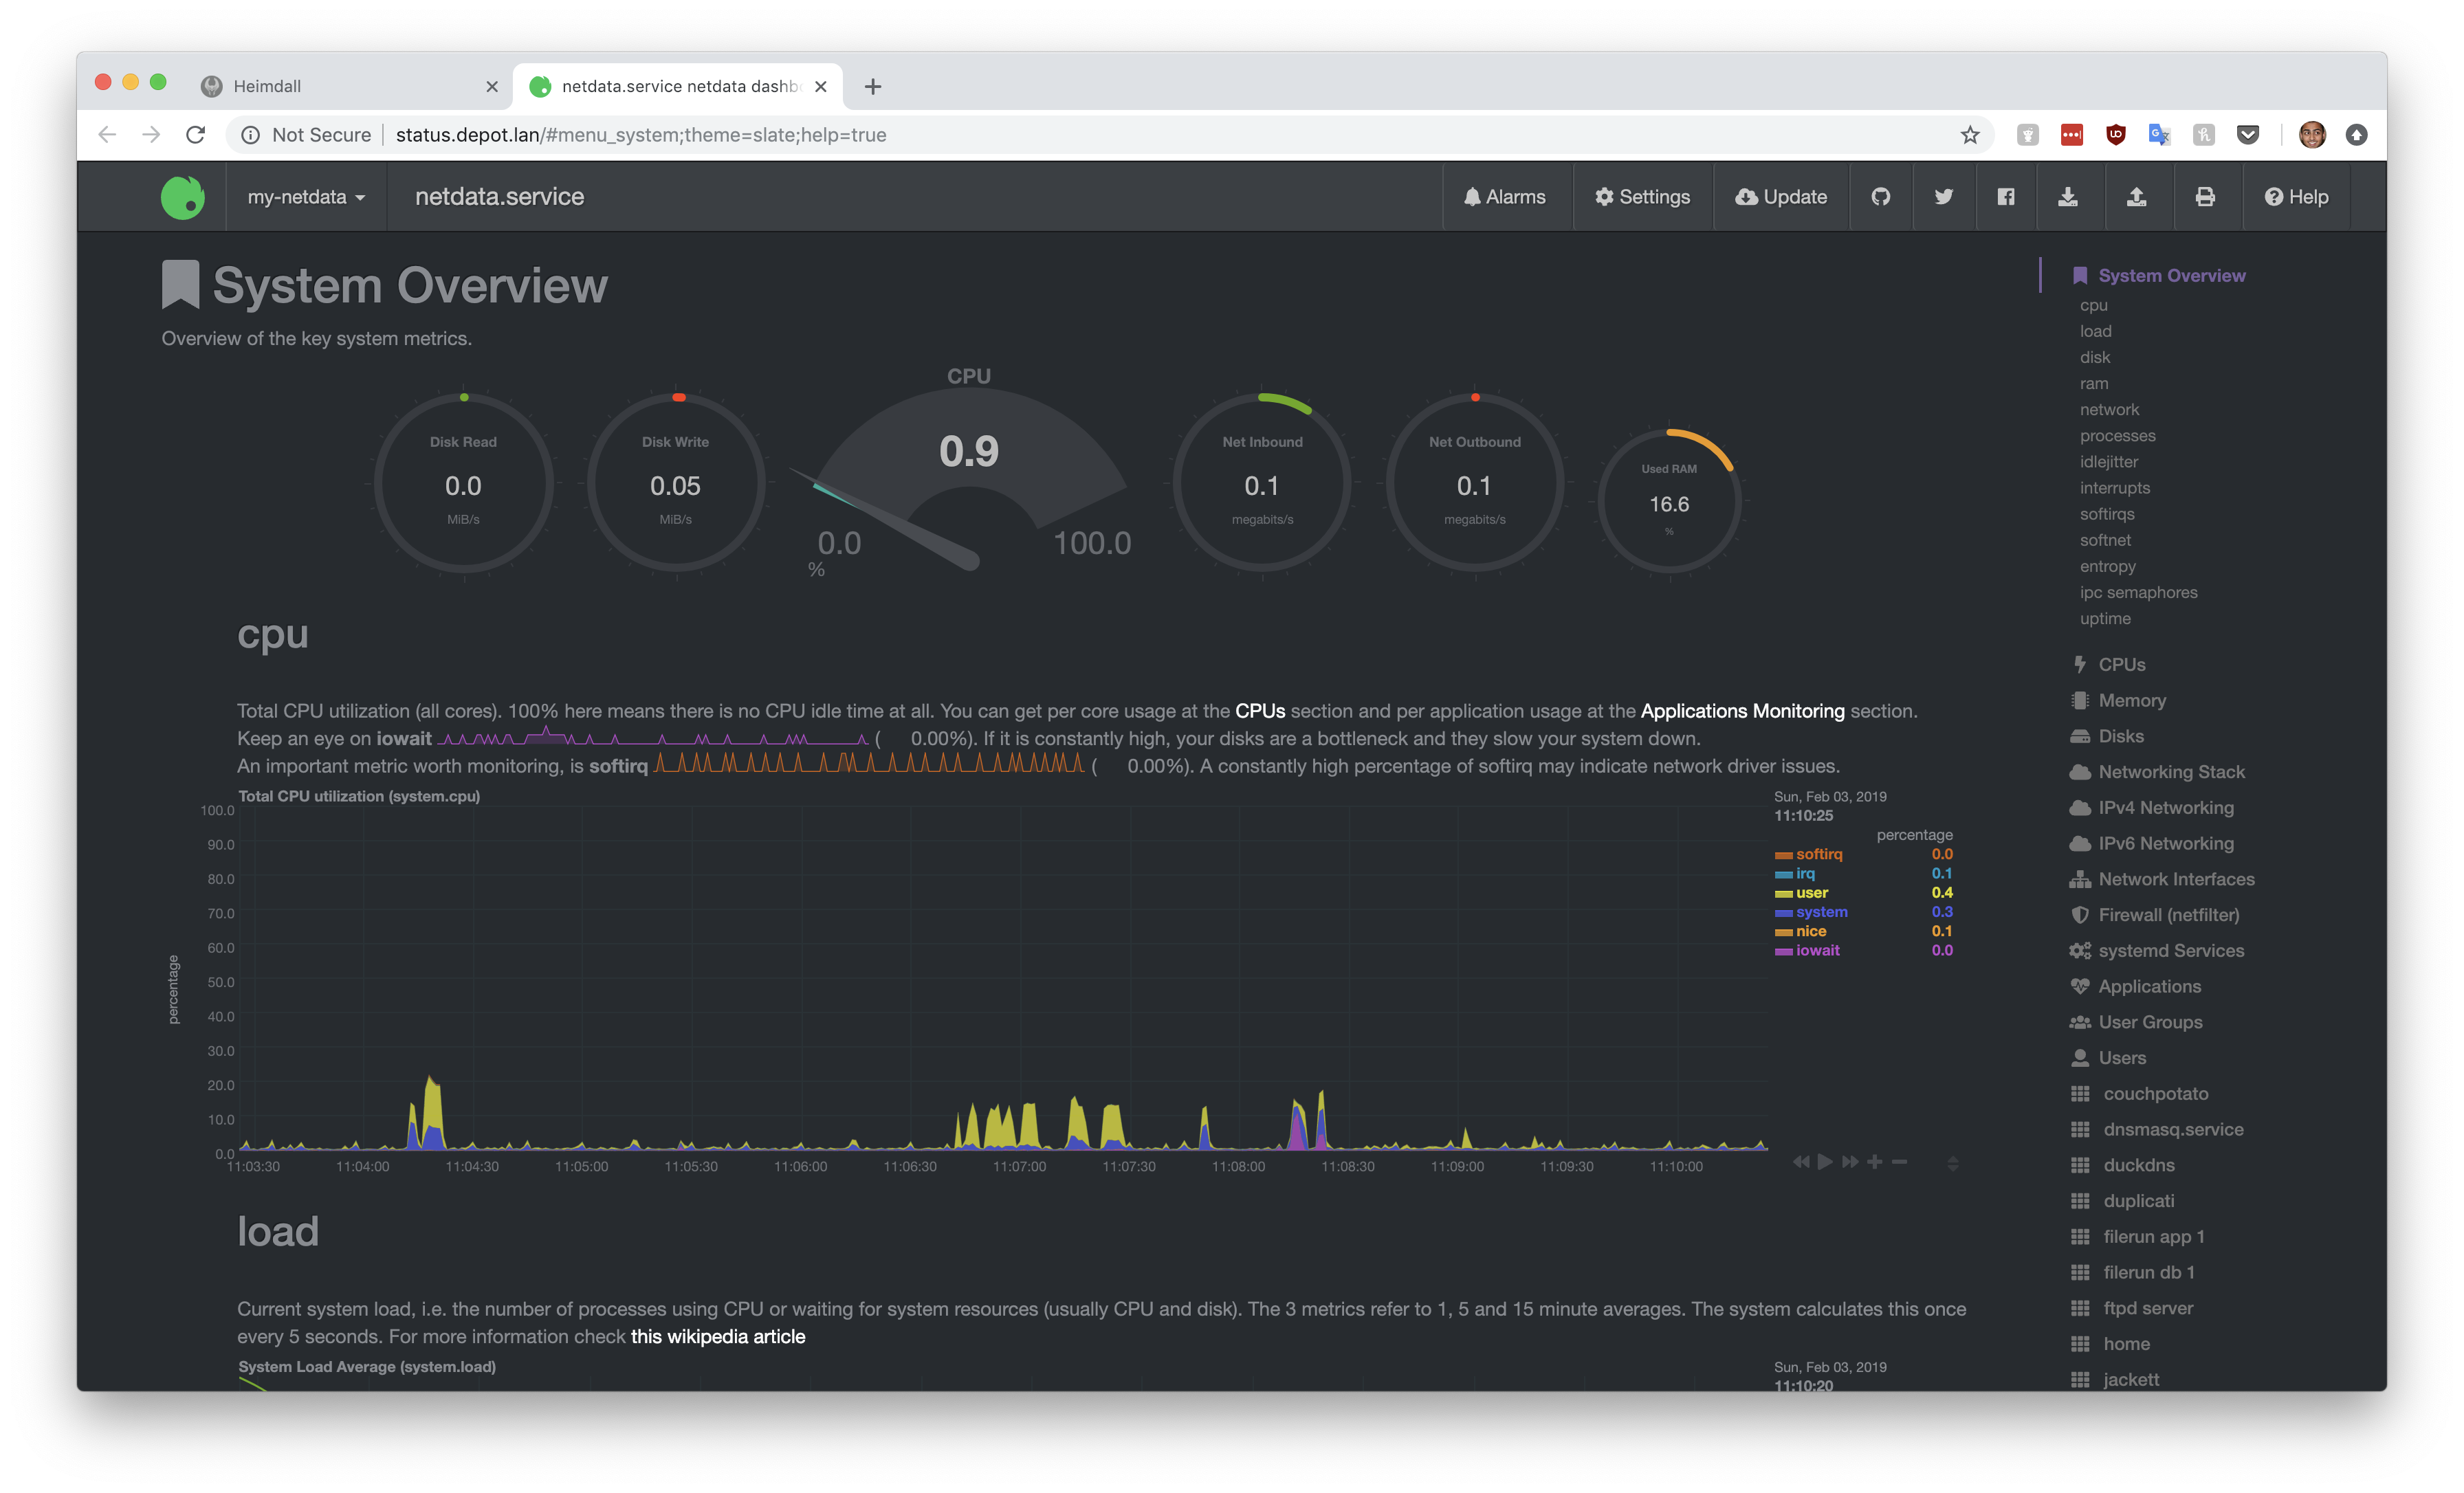 Heimdall
netdata.service netdata dashb
Not Secure
status.depot.lan/#menu_system;theme=slate;help=true
my-netdata
netdata.service
Alarms
Settings
Update
Help
System Overview
Overview of the key system metrics.
Disk Read
0.0
MiB/s
Disk Write
0.05
MiB/s
CPU
0.9
0.0
100.0
%
Net Inbound
0.1
megabits/s
Net Outbound
0.1
megabits/s
Used RAM
16.6
%
cpu
Total CPU utilization (all cores). 100% here means there is no CPU idle time at all. You can get per core usage at the CPUs section and per application usage at the Applications Monitoring section.
Keep an eye on iowait ( 0.00%). If it is constantly high, your disks are a bottleneck and they slow your system down.
An important metric worth monitoring, is softirq ( 0.00%). A constantly high percentage of softirq may indicate network driver issues.
Total CPU utilization (system.cpu)
percentage
100.0
90.0
80.0
70.0
60.0
50.0
40.0
30.0
20.0
10.0
0.0
11:03:30 11:04:00 11:04:30 11:05:00 11:05:30 11:06:00 11:06:30 11:07:00 11:07:30 11:08:00 11:08:30 11:09:00 11:09:30 11:10:00
Sun, Feb 03, 2019
11:10:25
percentage
softirq 0.0
irq 0.1
user 0.4
system 0.3
nice 0.1
iowait 0.0
load
Current system load, i.e. the number of processes using CPU or waiting for system resources (usually CPU and disk). The 3 metrics refer to 1, 5 and 15 minute averages. The system calculates this once
every 5 seconds. For more information check this wikipedia article
System Load Average (system.load)
Sun, Feb 03, 2019
11:10:20
System Overview
cpu
load
disk
ram
network
processes
idlejitter
interrupts
softirqs
softnet
entropy
ipc semaphores
uptime
CPUs
Memory
Disks
Networking Stack
IPv4 Networking
IPv6 Networking
Network Interfaces
Firewall (netfilter)
systemd Services
Applications
User Groups
Users
couchpotato
dnsmasq.service
duckdns
duplicati
filerun app 1
filerun db 1
ftpd server
home
jackett